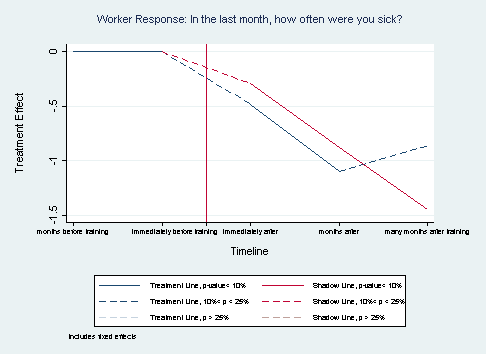 Worker Response: In the last month, how often were you sick?
Treatment Effect
0
-.5
-1
-1.5
months before training immediately before training immediately after months after many months after training
Timeline
Treatment Line, p-value< 10% Shadow Line, p-value< 10%
Treatment Line, 10%< p < 25% Shadow Line, 10%< p < 25%
Treatment Line, p > 25% Shadow Line, p > 25%
Includes fixed effects